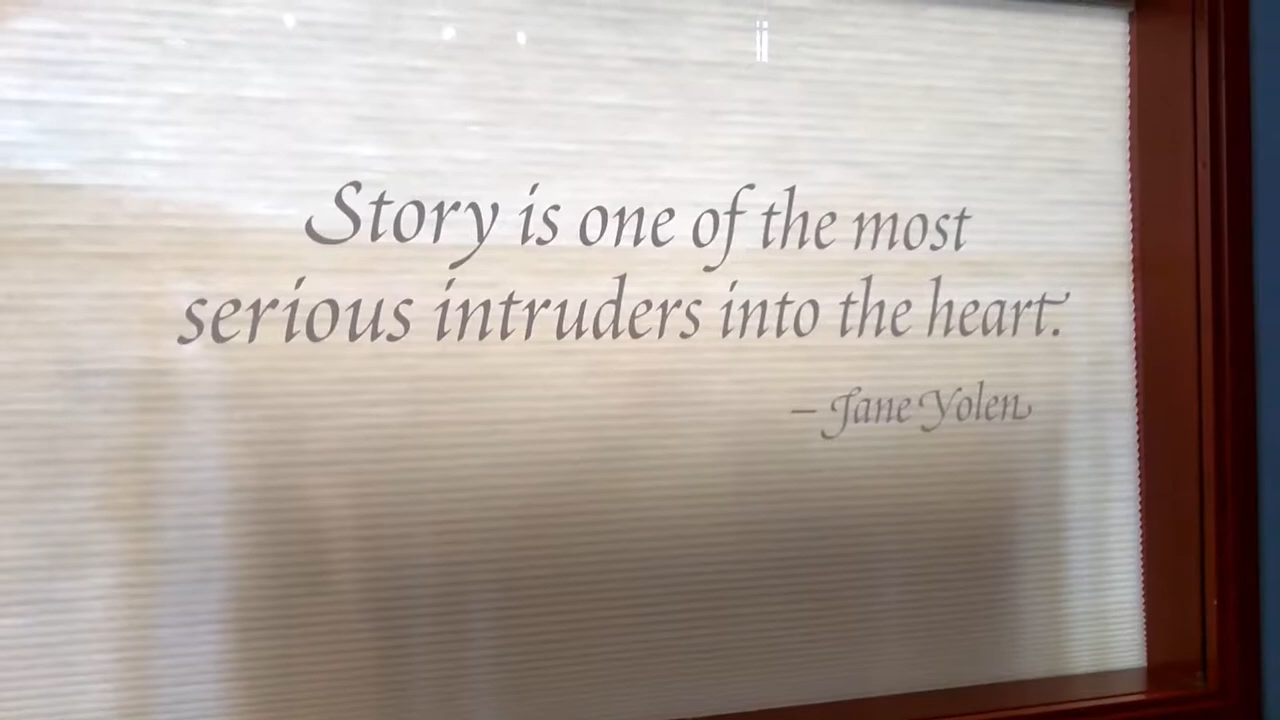 Story is one of the most
serious intruders into the heart.
– Jane Yolen